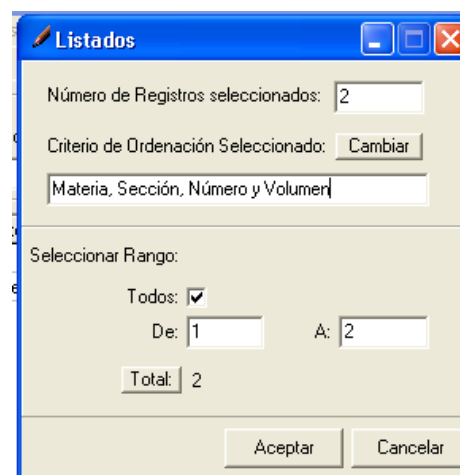 Listados
Número de Registros seleccionados: 2
Criterio de Ordenación Seleccionado: Cambiar
Materia, Sección, Número y Volumen
Seleccionar Rango:
Todos:
De: 1 A: 2
Total: 2
Aceptar Cancelar